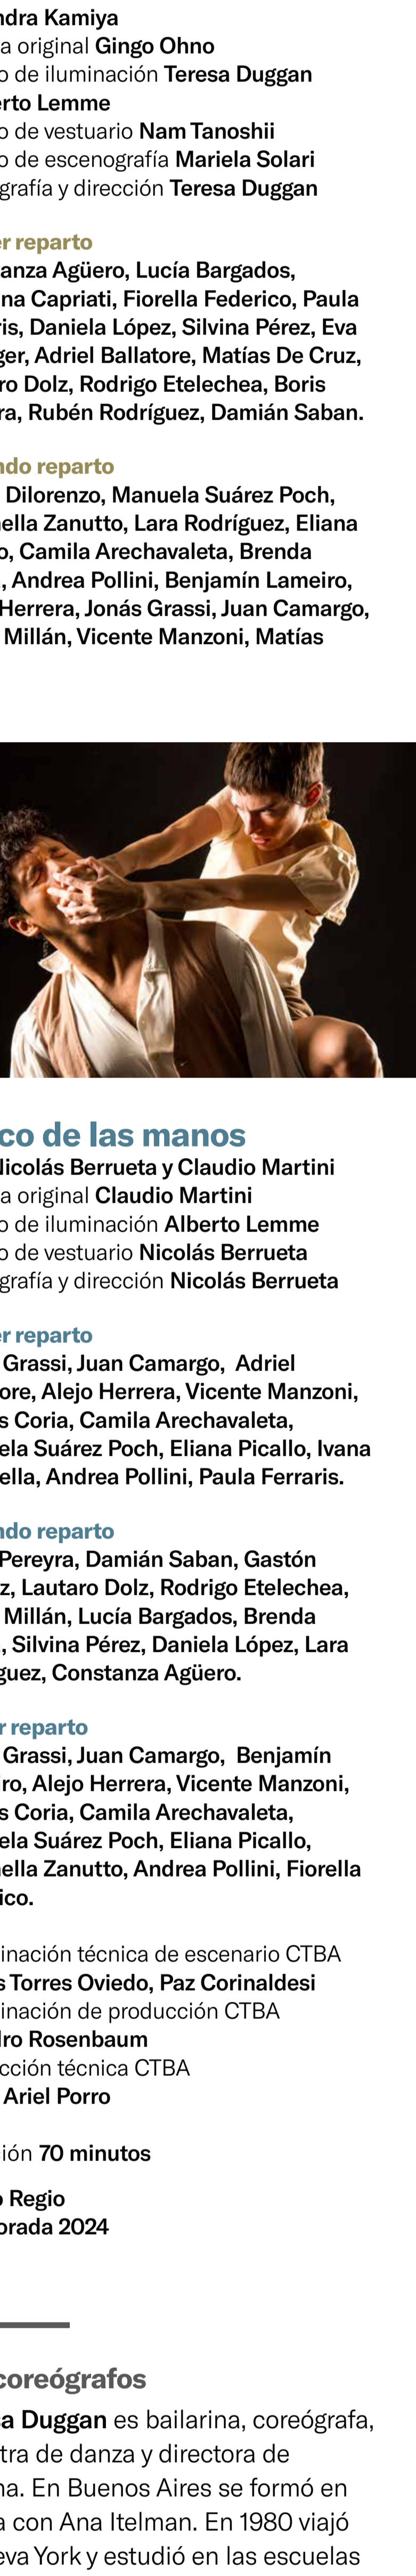 ndra Kamiya
a original Gingo Ohno
o de iluminación Teresa Duggan
erto Lemme
o de vestuario Nam Tanoshii
o de escenografía Mariela Solari
grafía y dirección Teresa Duggan
er reparto
anza Agüero, Lucía Bargados,
na Capriati, Fiorella Federico, Paula
ris, Daniela López, Silvina Pérez, Eva
ger, Adriel Ballatore, Matías De Cruz,
ro Dolz, Rodrigo Etelechea, Boris
ra, Rubén Rodríguez, Damián Saban.
ndo reparto
Dilorenzo, Manuela Suárez Poch,
ella Zanutto, Lara Rodríguez, Eliana
o, Camila Arechavaleta, Brenda
, Andrea Pollini, Benjamín Lameiro,
Herrera, Jonás Grassi, Juan Camargo,
Millán, Vicente Manzoni, Matías
co de las manos
Nicolás Berrueta y Claudio Martini
a original Claudio Martini
o de iluminación Alberto Lemme
o de vestuario Nicolás Berrueta
grafía y dirección Nicolás Berrueta
er reparto
Grassi, Juan Camargo,  Adriel
ore, Alejo Herrera, Vicente Manzoni,
s Coria, Camila Arechavaleta,
ela Suárez Poch, Eliana Picallo, Ivana
ella, Andrea Pollini, Paula Ferraris.
ndo reparto
Pereyra, Damián Saban, Gastón
z, Lautaro Dolz, Rodrigo Etelechea,
Millán, Lucía Bargados, Brenda
, Silvina Pérez, Daniela López, Lara
guez, Constanza Agüero.
r reparto
Grassi, Juan Camargo,  Benjamín
iro, Alejo Herrera, Vicente Manzoni,
s Coria, Camila Arechavaleta,
ela Suárez Poch, Eliana Picallo,
ella Zanutto, Andrea Pollini, Fiorella
ico.
inación técnica de escenario CTBA
s Torres Oviedo, Paz Corinaldesi
inación de producción CTBA
dro Rosenbaum
cción técnica CTBA
Ariel Porro
ión 70 minutos
o Regio
orada 2024
coreógrafos
a Duggan es bailarina, coreógrafa,
tra de danza y directora de
na. En Buenos Aires se formó en
a con Ana Itelman. En 1980 viajó
eva York y estudió en las escuelas